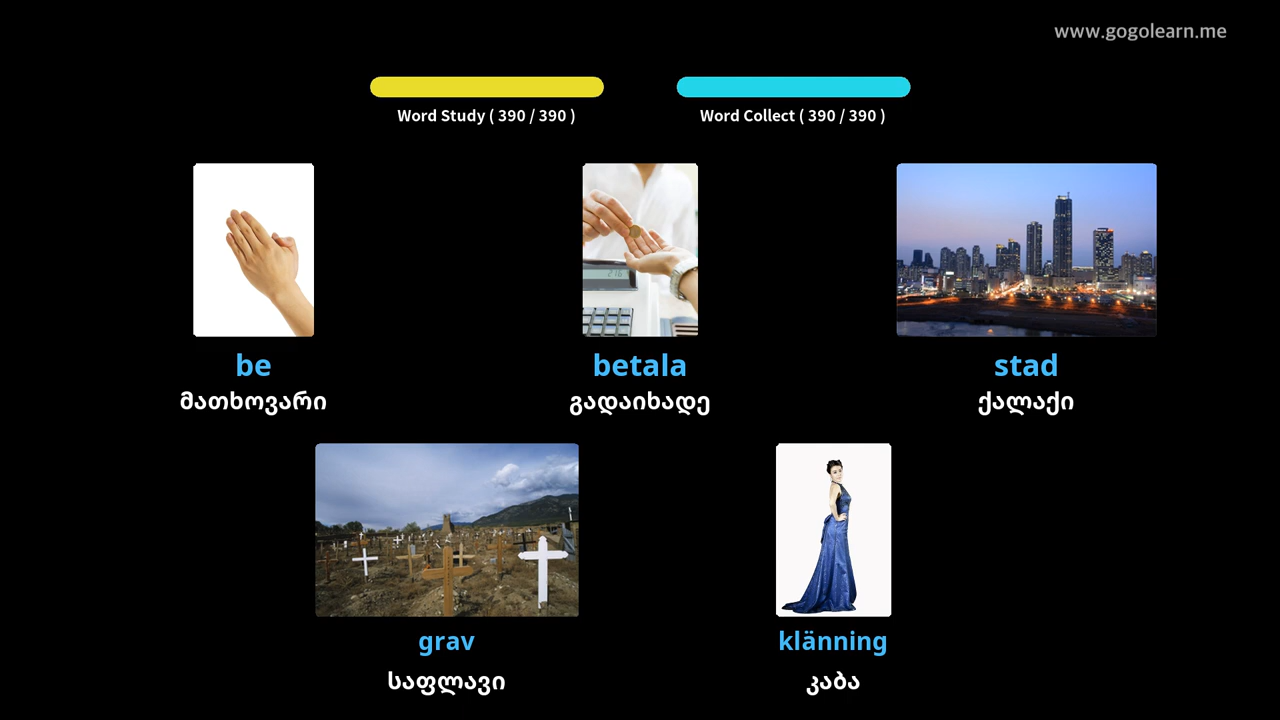 www.gogolearn.me
Word Study ( 390 / 390 )
Word Collect ( 390 / 390 )
be
betala
stad
მათხოვარი
გადაიხადე
ქალაქი
grav
klänning
საფლავი
კაბა